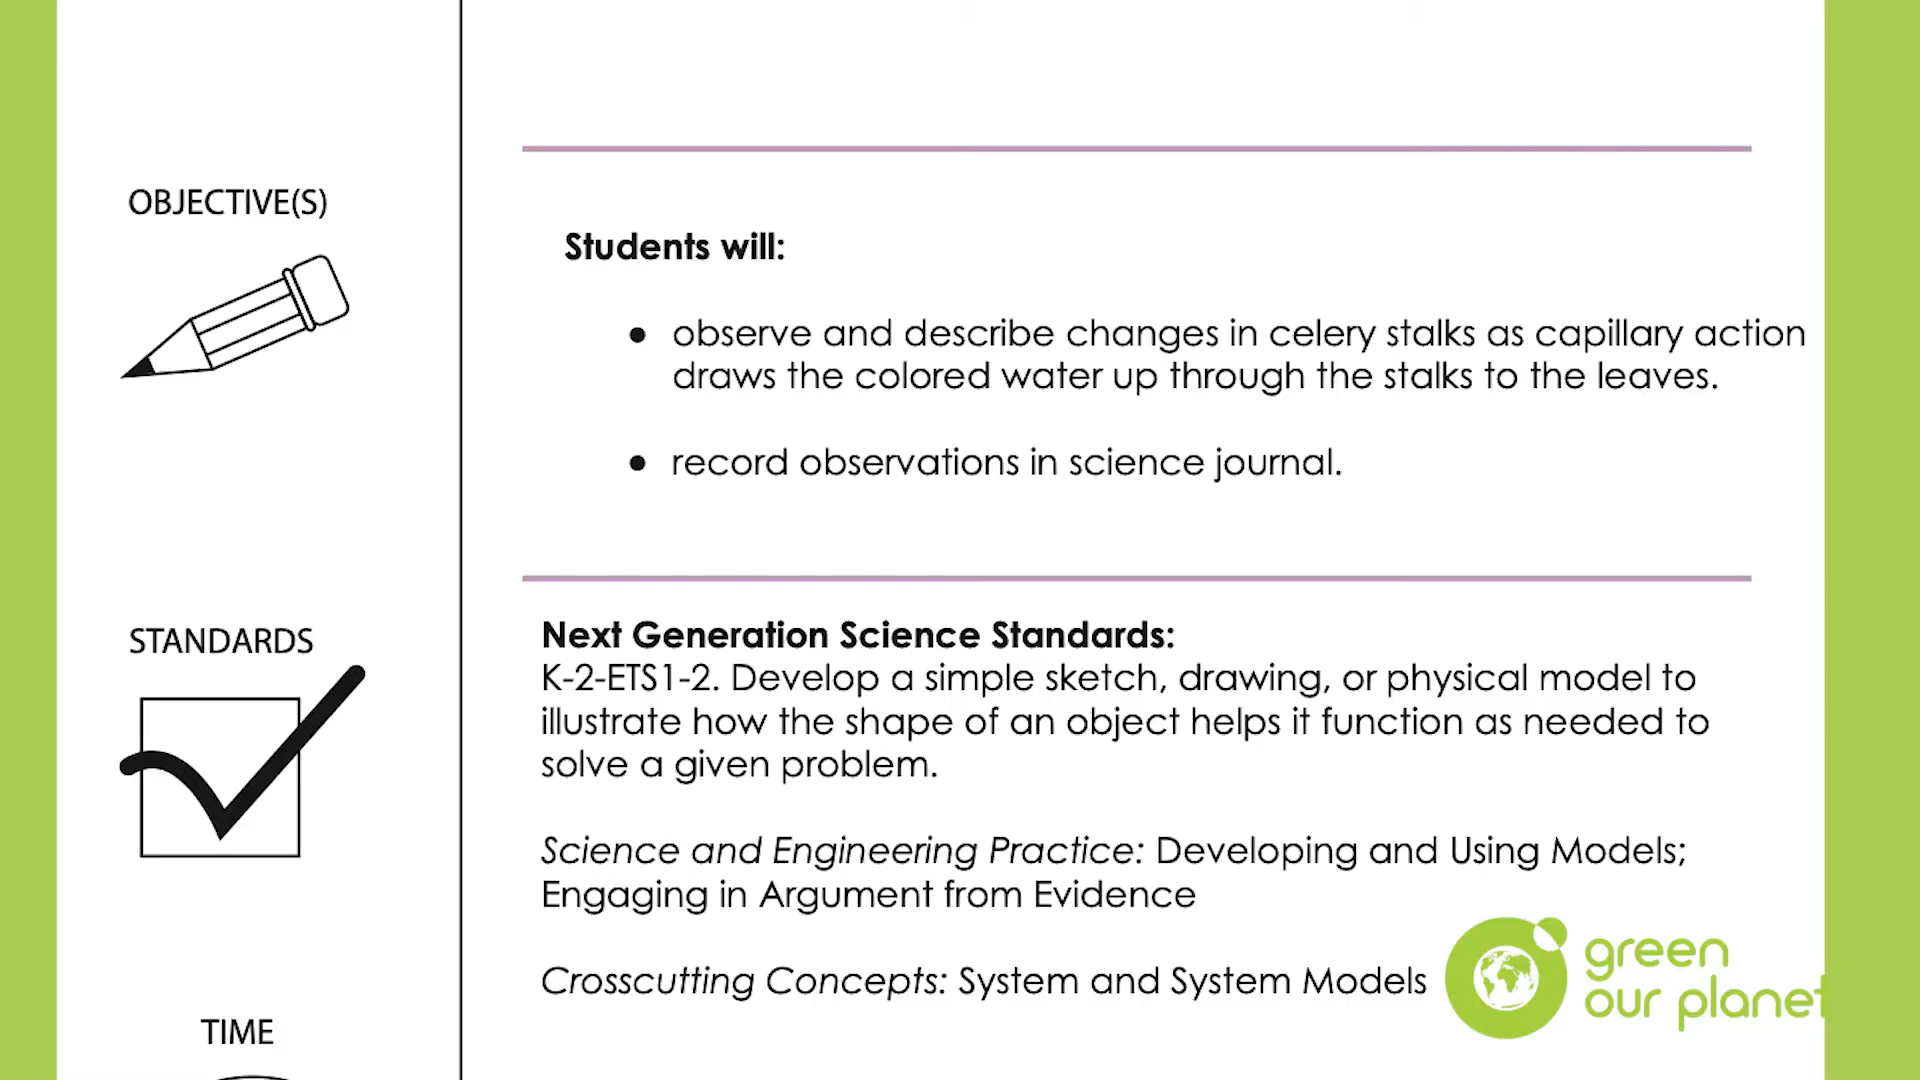 OBJECTIVE(S)
Students will:
● observe and describe changes in celery stalks as capillary action
draws the colored water up through the stalks to the leaves.
● record observations in science journal.
STANDARDS
Next Generation Science Standards:
K-2-ETS1-2. Develop a simple sketch, drawing, or physical model to
illustrate how the shape of an object helps it function as needed to
solve a given problem.
Science and Engineering Practice: Developing and Using Models;
Engaging in Argument from Evidence
Crosscutting Concepts: System and System Models
TIME
green
our planet